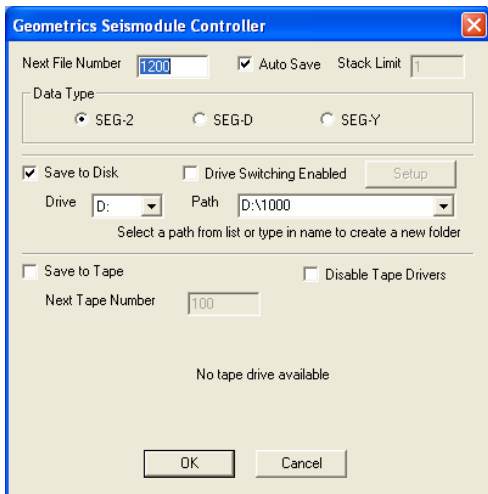 Geometrics Seismodule Controller
Next File Number 1200 Auto Save Stack Limit 1
Data Type
SEG-2 SEG-D SEG-Y
Save to Disk Drive Switching Enabled Setup
Drive D: Path D:\1000
Select a path from list or type in name to create a new folder
Save to Tape Disable Tape Drivers
Next Tape Number 100
No tape drive available
OK Cancel